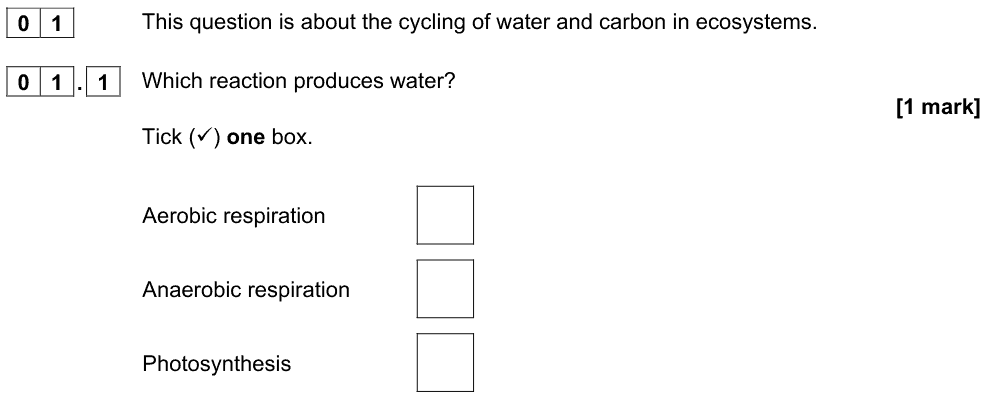 0 1 This question is about the cycling of water and carbon in ecosystems.
0 1 . 1 Which reaction produces water?
[1 mark]
Tick (✓) one box.
Aerobic respiration
Anaerobic respiration
Photosynthesis